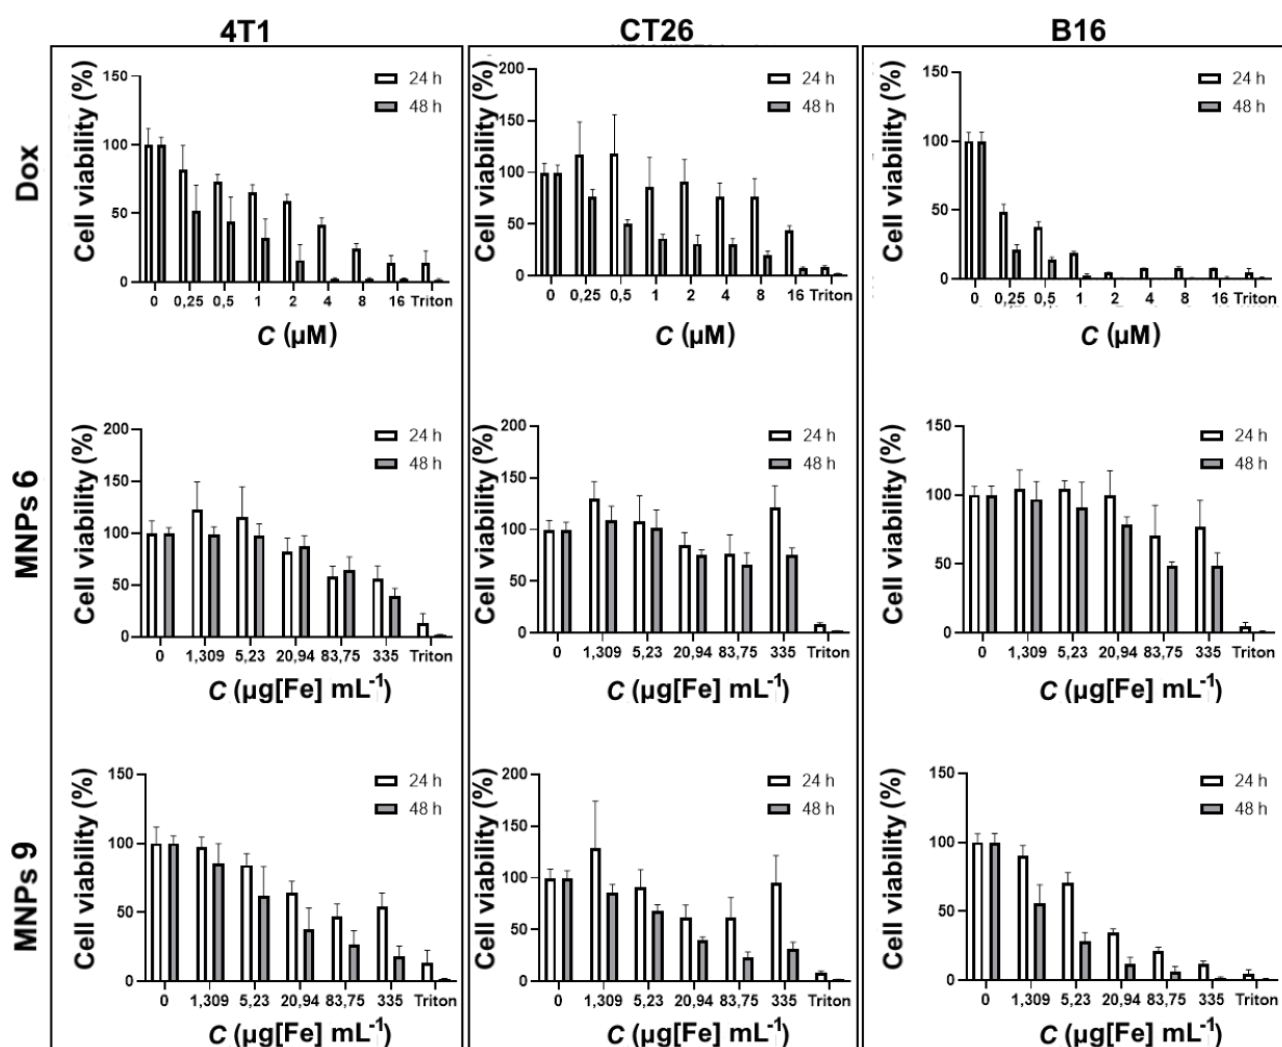 4T1 CT26 B16
Dox
Cell viability (%)
150
100
50
0
24 h
48 h
0 0,25 0,5 1 2 4 8 16 Triton
C (µM)
Cell viability (%)
200
150
100
50
0
24 h
48 h
0 0,25 0,5 1 2 4 8 16 Triton
C (µM)
Cell viability (%)
150
100
50
0
24 h
48 h
0 0,25 0,5 1 2 4 8 16 Triton
C (µM)
MNPs 6
Cell viability (%)
200
150
100
50
0
24 h
48 h
0 1,309 5,23 20,94 83,75 335 Triton
C (µg[Fe] mL⁻¹)
Cell viability (%)
200
150
100
50
0
24 h
48 h
0 1,309 5,23 20,94 83,75 335 Triton
C (µg[Fe] mL⁻¹)
Cell viability (%)
150
100
50
0
24 h
48 h
0 1,309 5,23 20,94 83,75 335 Triton
C (µg[Fe] mL⁻¹)
MNPs 9
Cell viability (%)
150
100
50
0
24 h
48 h
0 1,309 5,23 20,94 83,75 335 Triton
C (µg[Fe] mL⁻¹)
Cell viability (%)
200
150
100
50
0
24 h
48 h
0 1,309 5,23 20,94 83,75 335 Triton
C (µg[Fe] mL⁻¹)
Cell viability (%)
150
100
50
0
24 h
48 h
0 1,309 5,23 20,94 83,75 335 Triton
C (µg[Fe] mL⁻¹)